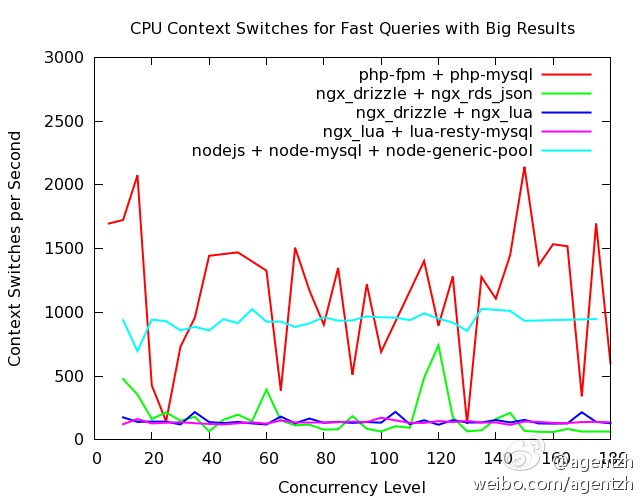 CPU Context Switches for Fast Queries with Big Results
3000
2500
2000
1500
1000
500
0
Context Switches per Second
php-fpm + php-mysql
ngx_drizzle + ngx_rds_json
ngx_drizzle + ngx_lua
ngx_lua + lua-resty-mysql
nodejs + node-mysql + node-generic-pool
0 20 40 60 80 100 120 140 160 180
Concurrency Level
@agentzh
weibo.com/agentzh